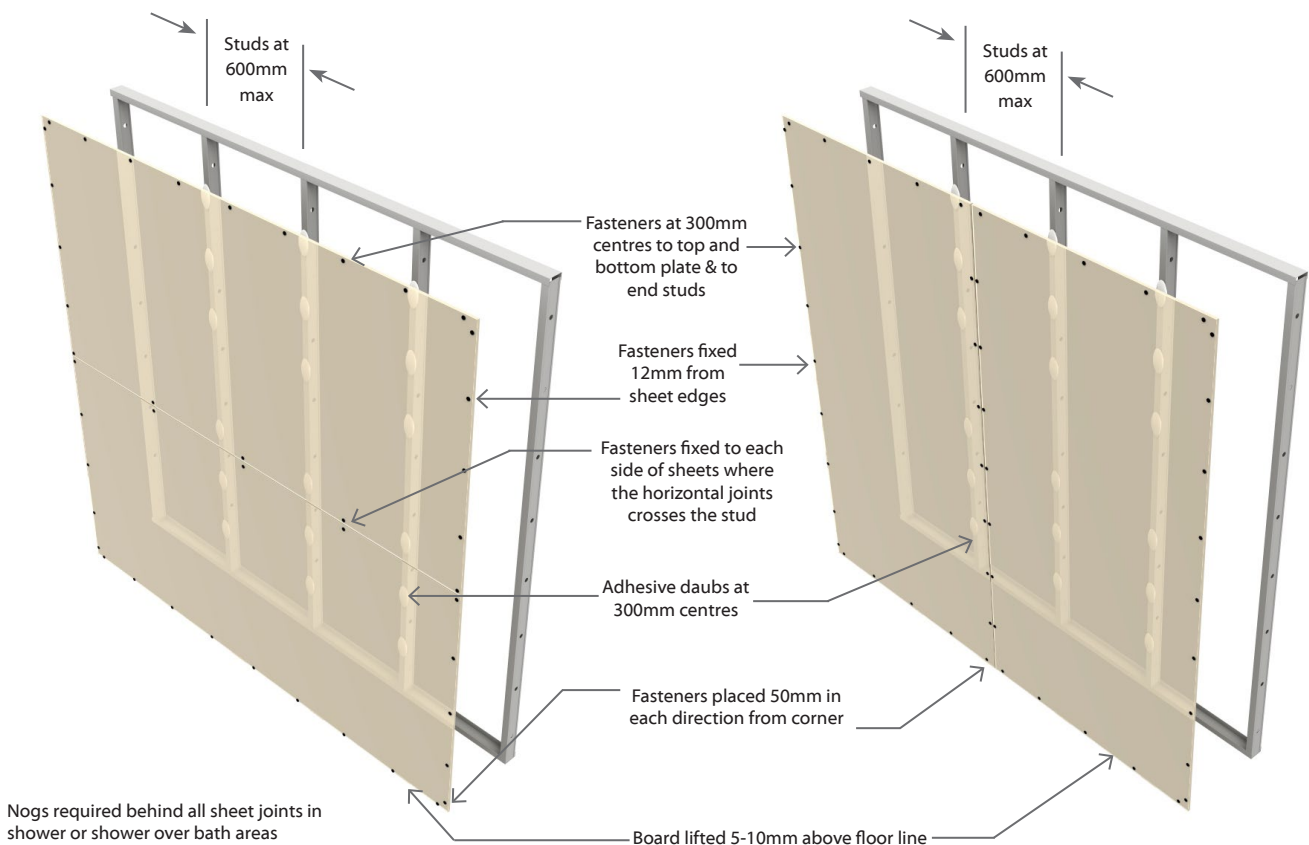 Studs at
600mm
max
Studs at
600mm
max
Fasteners at 300mm
centres to top and
bottom plate & to
end studs
Fasteners fixed
12mm from
sheet edges
Fasteners fixed to each
side of sheets where
the horizontal joints
crosses the stud
Adhesive daubs at
300mm centres
Fasteners placed 50mm in
each direction from corner
Nogs required behind all sheet joints in
shower or shower over bath areas
Board lifted 5-10mm above floor line